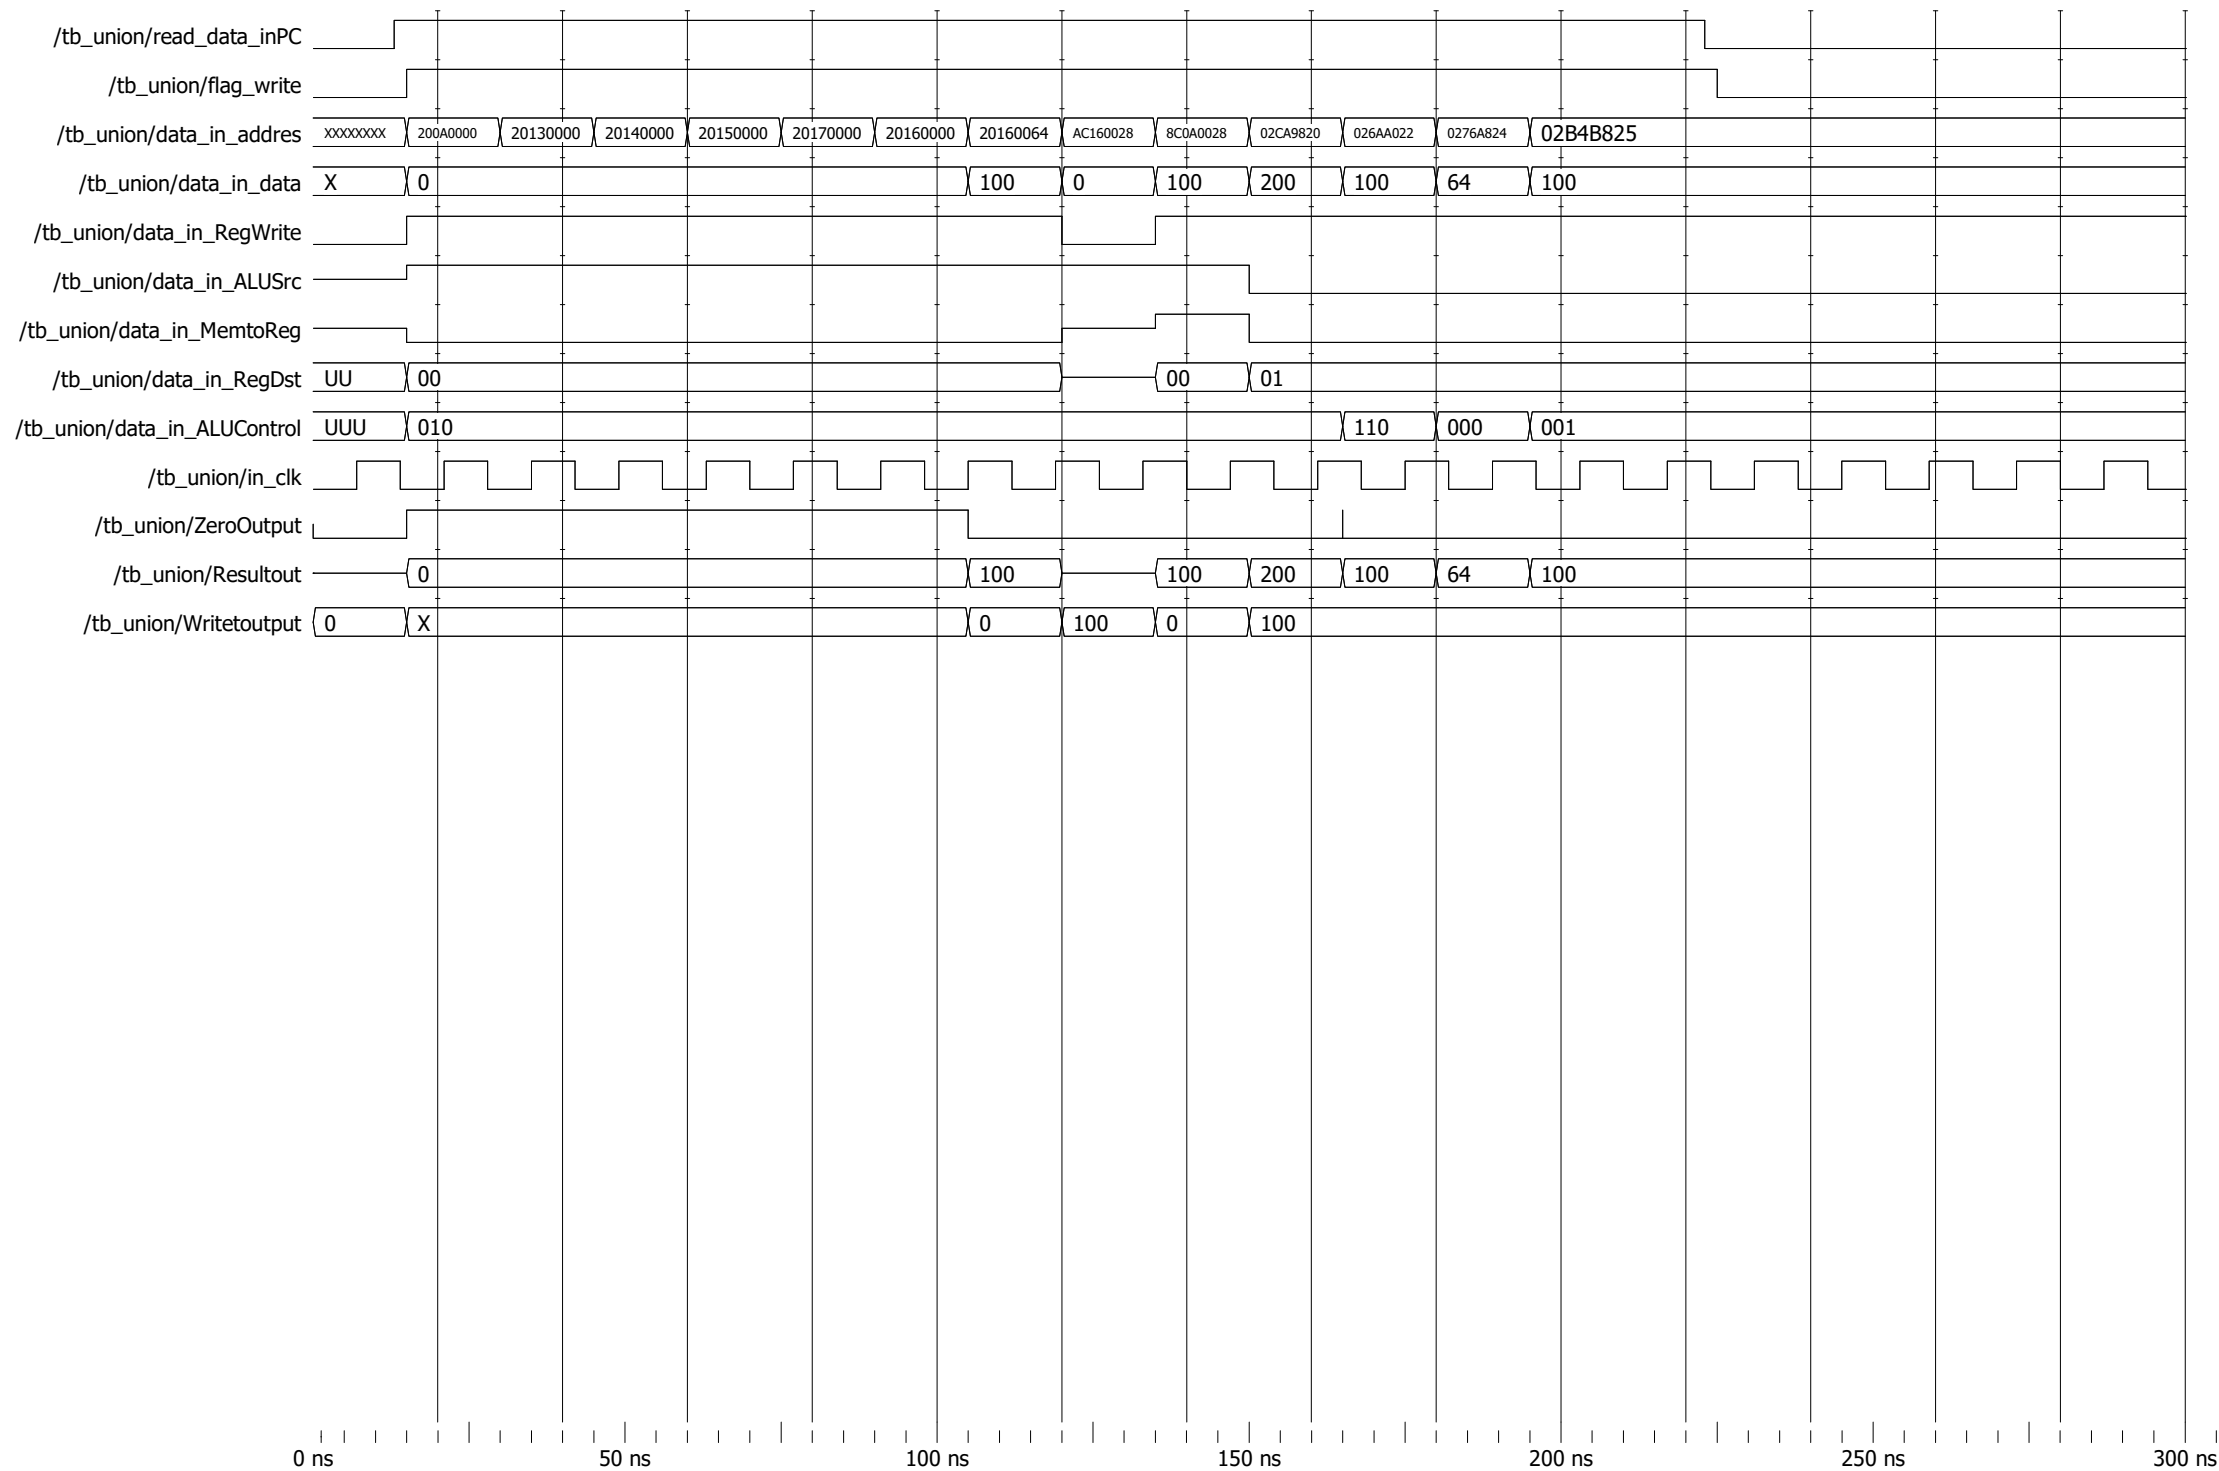 /tb_union/read_data_inPC
/tb_union/flag_write
/tb_union/data_in_addres XXXXXXXX 200A0000 20130000 20140000 20150000 20170000 20160000 20160064 AC160028 8C0A0028 02CA9820 026AA022 0276A824 02B4B825
/tb_union/data_in_data X 0 100 0 100 200 100 64 100
/tb_union/data_in_RegWrite
/tb_union/data_in_ALUSrc
/tb_union/data_in_MemtoReg
/tb_union/data_in_RegDst UU 00 00 01
/tb_union/data_in_ALUControl UUU 010 110 000 001
/tb_union/in_clk
/tb_union/ZeroOutput
/tb_union/Resultout 0 100 100 200 100 64 100
/tb_union/Writetoutput 0 X 0 100 0 100
0 ns 50 ns 100 ns 150 ns 200 ns 250 ns 300 ns